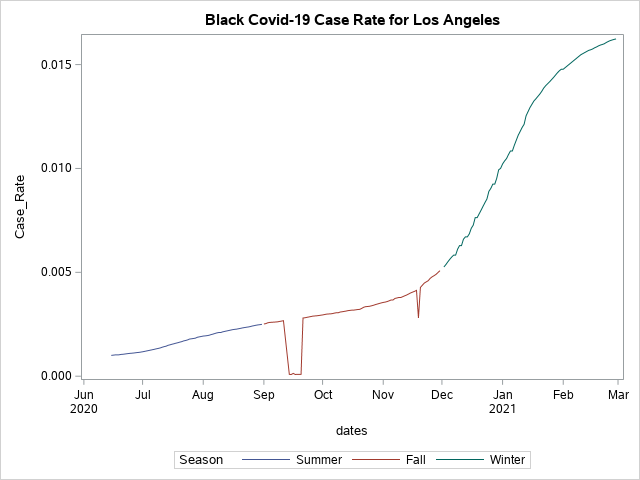 Black Covid-19 Case Rate for Los Angeles
Case_Rate
0.015
0.010
0.005
0.000
Jun Jul Aug Sep Oct Nov Dec Jan Feb Mar
2020 2021
dates
Season Summer Fall Winter